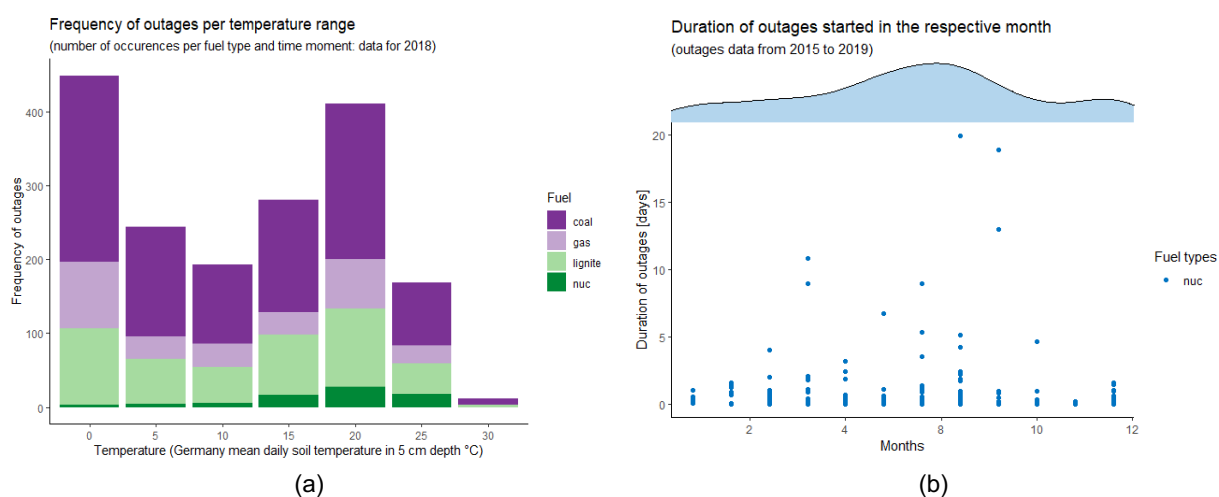 Frequency of outages per temperature range
(number of occurences per fuel type and time moment: data for 2018)
Frequency of outages
400
300
200
100
0
0 5 10 15 20 25 30
Temperature (Germany mean daily soil temperature in 5 cm depth °C)
Fuel
coal
gas
lignite
nuc
(a)
Duration of outages started in the respective month
(outages data from 2015 to 2019)
Duration of outages [days]
20
15
10
5
0
2 4 8 10 12
Months
Fuel types
nuc
(b)